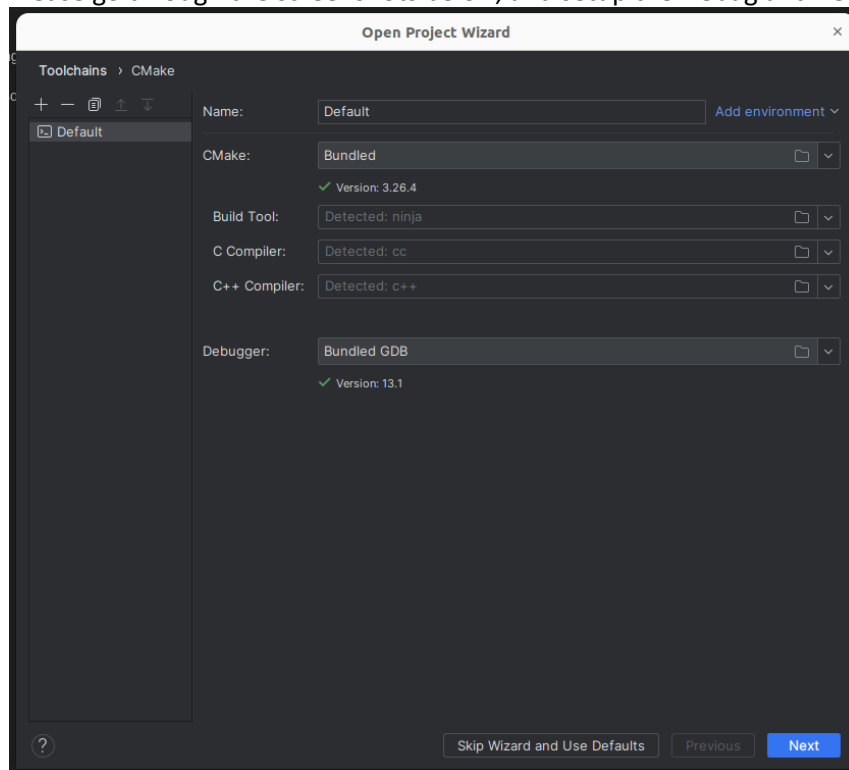 Open Project Wizard
Toolchains › CMake
Name: Default Add environment
Default
CMake: Bundled
Version: 3.26.4
Build Tool: Detected: ninja
C Compiler: Detected: cc
C++ Compiler: Detected: c++
Debugger: Bundled GDB
Version: 13.1
? Skip Wizard and Use Defaults Previous Next